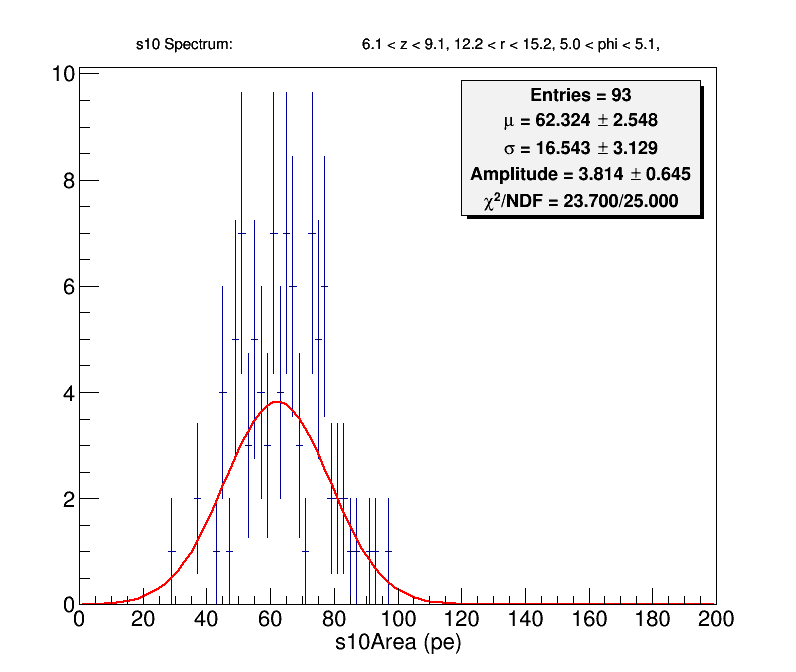 s10 Spectrum: 6.1 < z < 9.1, 12.2 < r < 15.2, 5.0 < phi < 5.1,
Entries = 93
μ = 62.324 ± 2.548
σ = 16.543 ± 3.129
Amplitude = 3.814 ± 0.645
χ²/NDF = 23.700/25.000
10
8
6
4
2
0
0 20 40 60 80 100 120 140 160 180 200
s10Area (pe)